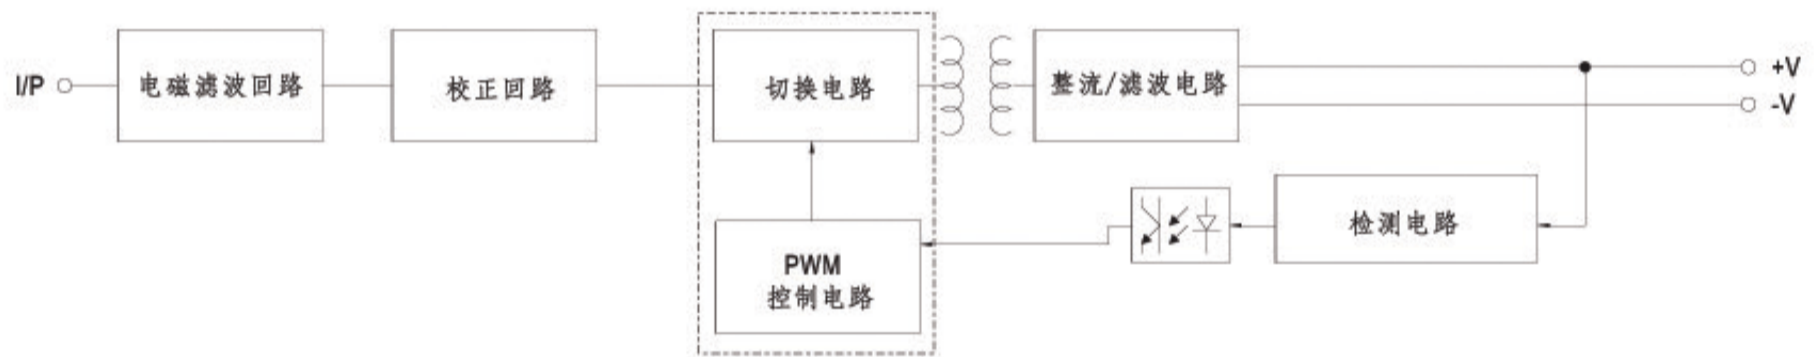 I/P
电磁滤波回路
校正回路
切换电路
整流/滤波电路
+V
-V
检测电路
PWM
控制电路